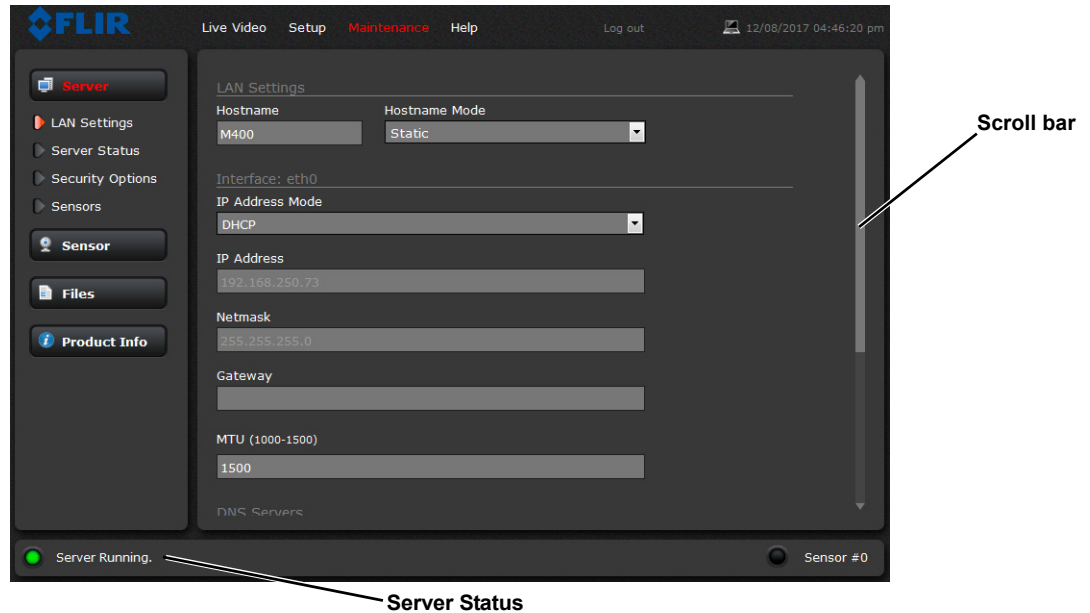 FLIR
Live Video Setup Maintenance Help Log out 12/08/2017 04:46:20 pm
Server
LAN Settings
Server Status
Security Options
Sensors
Sensor
Files
Product Info
LAN Settings
Hostname Hostname Mode
M400 Static
Interface: eth0
IP Address Mode
DHCP
IP Address
192.168.250.73
Netmask
255.255.255.0
Gateway
MTU (1000-1500)
1500
DNS Servers
Scroll bar
Server Running. Sensor #0
Server Status